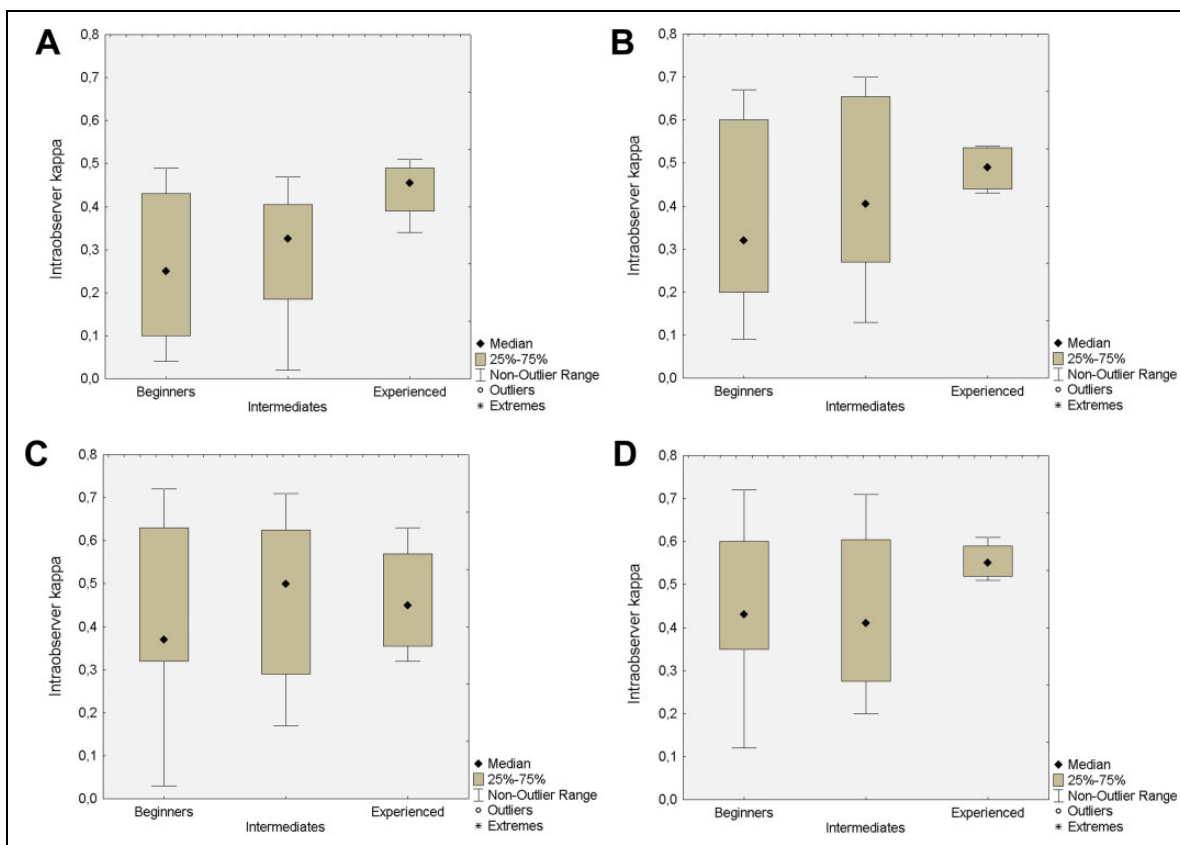 A
Intraobserver kappa
0,8
0,7
0,6
0,5
0,4
0,3
0,2
0,1
0,0
Beginners
Intermediates
Experienced
Median
25%-75%
Non-Outlier Range
Outliers
Extremes
B
Intraobserver kappa
0,8
0,7
0,6
0,5
0,4
0,3
0,2
0,1
0,0
Beginners
Intermediates
Experienced
Median
25%-75%
Non-Outlier Range
Outliers
Extremes
C
Intraobserver kappa
0,8
0,7
0,6
0,5
0,4
0,3
0,2
0,1
0,0
Beginners
Intermediates
Experienced
Median
25%-75%
Non-Outlier Range
Outliers
Extremes
D
Intraobserver kappa
0,8
0,7
0,6
0,5
0,4
0,3
0,2
0,1
0,0
Beginners
Intermediates
Experienced
Median
25%-75%
Non-Outlier Range
Outliers
Extremes